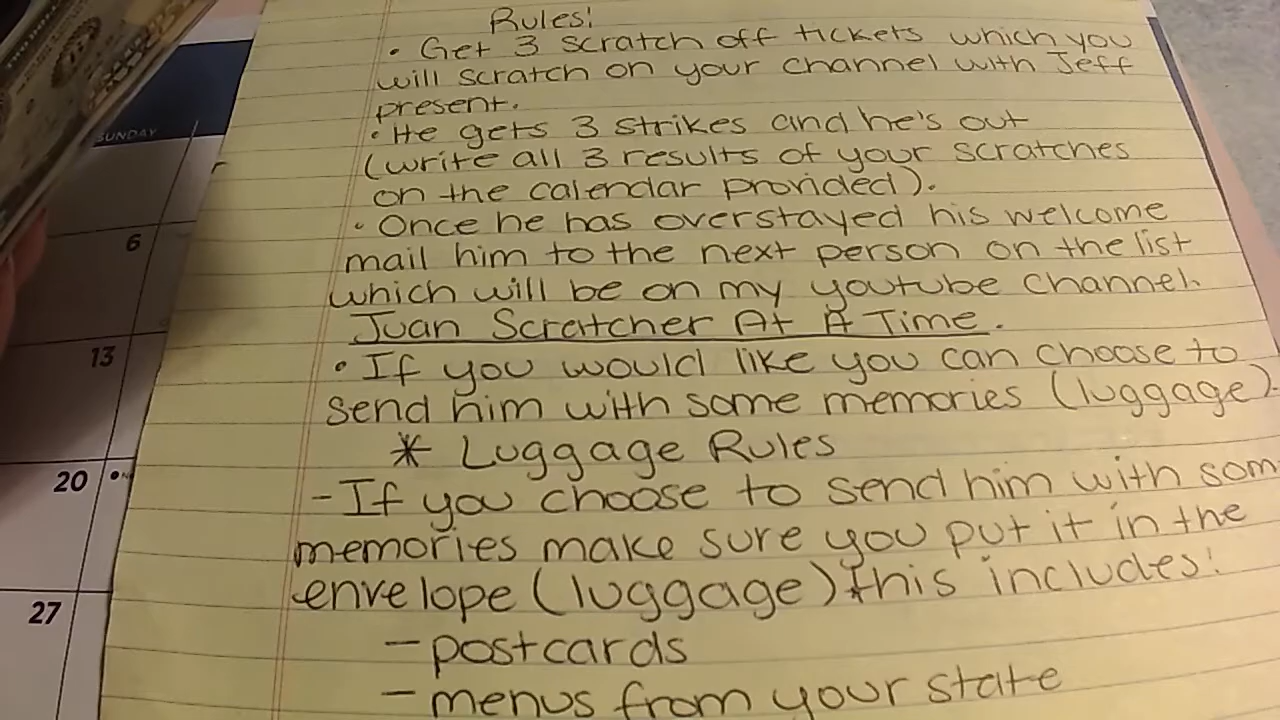 Rules!
• Get 3 scratch off tickets which you
will scratch on your channel with Jeff
present.
• He gets 3 strikes and he's out
(write all 3 results of your scratches
on the calendar provided).
• Once he has overstayed his welcome
mail him to the next person on the list
which will be on my youtube channel.
Juan Scratcher At A Time.
• If you would like you can choose to
send him with some memories (luggage).
* Luggage Rules
- If you choose to send him with som
memories make sure you put it in the
envelope (luggage) this includes:
- postcards
- menus from your state
SUNDAY
6
13
20
27